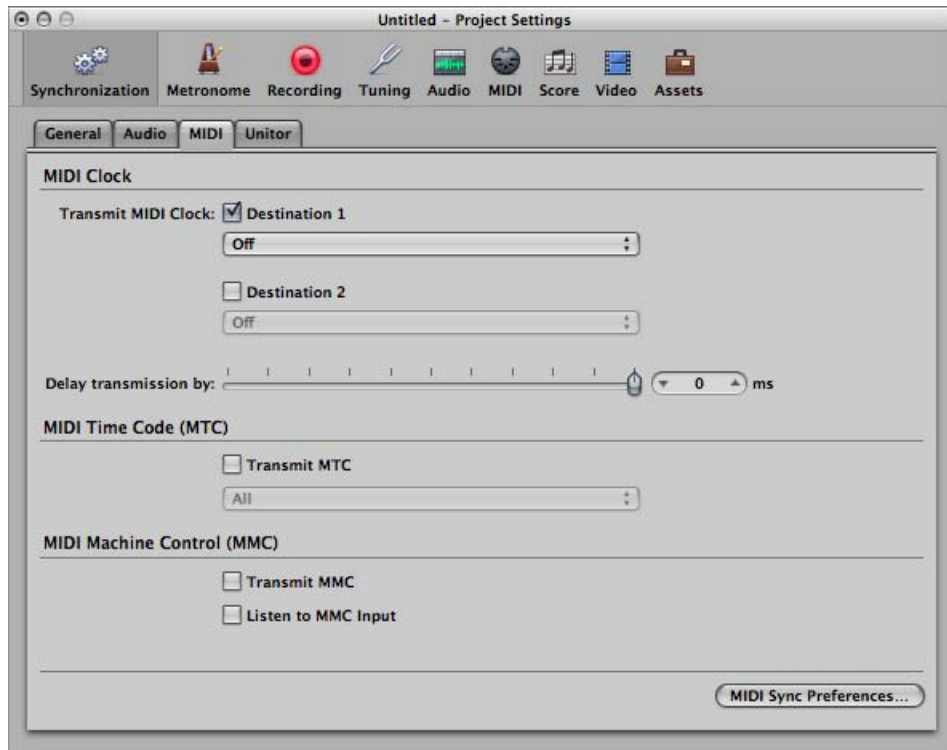 Untitled – Project Settings
Synchronization Metronome Recording Tuning Audio MIDI Score Video Assets
General Audio MIDI Unitor
MIDI Clock
Transmit MIDI Clock: Destination 1
Off
Destination 2
Off
Delay transmission by: 0 ms
MIDI Time Code (MTC)
Transmit MTC
All
MIDI Machine Control (MMC)
Transmit MMC
Listen to MMC Input
MIDI Sync Preferences...